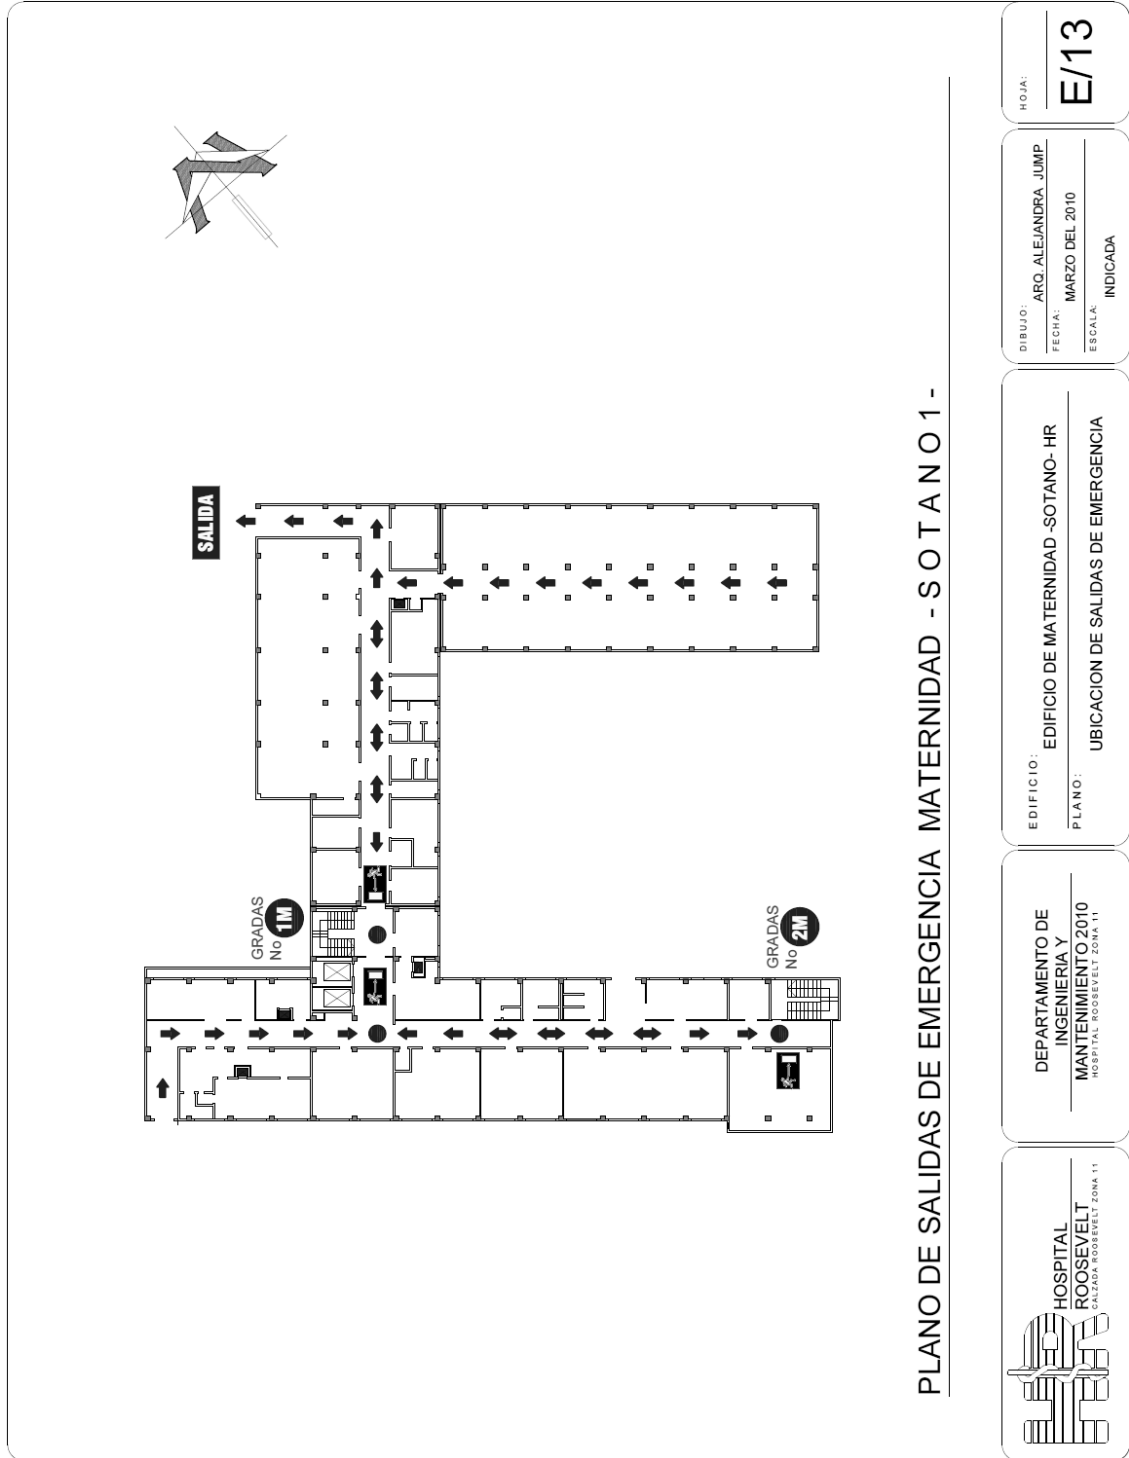 SALIDA
GRADAS
No 1M
GRADAS
No 2M
PLANO DE SALIDAS DE EMERGENCIA MATERNIDAD - S O T A N O 1 -
HOSPITAL
ROOSEVELT
CALZADA ROOSEVELT ZONA 11
DEPARTAMENTO DE
INGENIERIA Y
MANTENIMIENTO 2010
HOSPITAL ROOSEVELT ZONA 11
EDIFICIO:
EDIFICIO DE MATERNIDAD -SOTANO- HR
PLANO:
UBICACION DE SALIDAS DE EMERGENCIA
DIBUJO:
ARQ. ALEJANDRA JUMP
FECHA:
MARZO DEL 2010
ESCALA:
INDICADA
HOJA:
E/13
HR